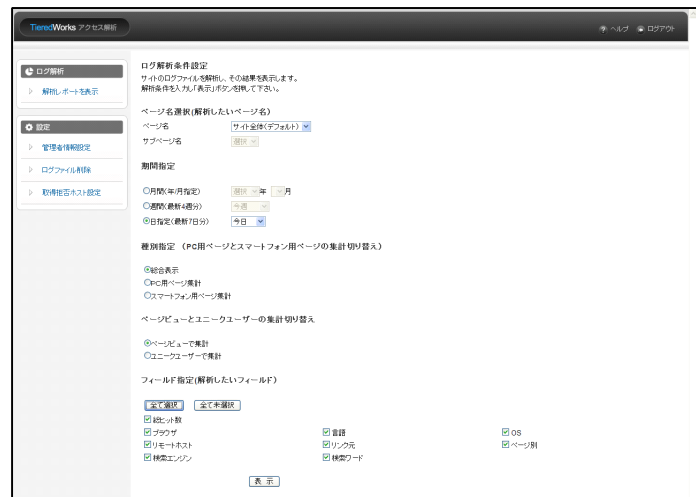 TieredWorks アクセス解析
ヘルプ ログアウト
ログ解析
解析レポートを表示
設定
管理者情報設定
ログファイル削除
取得拒否ホスト設定
ログ解析条件設定
サイトのログファイルを解析し、その結果を表示します。
解析条件を入力し「表示」ボタンを押して下さい。
ページ名選択(解析したいページ名)
ページ名 サイト全体(デフォルト)
サブページ名 選択
期間指定
月間(年/月指定) 選択 年 月
週間(最新4週分) 今週
日指定(最新7日分) 今日
種別指定 (PC用ページとスマートフォン用ページの集計切り替え)
総合表示
PC用ページ集計
スマートフォン用ページ集計
ページビューとユニークユーザーの集計切り替え
ページビューで集計
ユニークユーザーで集計
フィールド指定(解析したいフィールド)
全て選択 全て未選択
総ヒット数
ブラウザ 言語 OS
リモートホスト リンク元 ページ別
検索エンジン 検索ワード
表 示